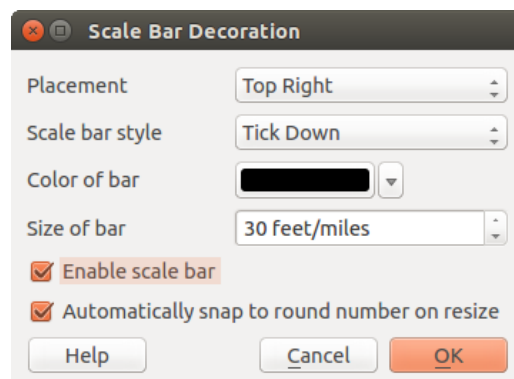 Scale Bar Decoration
Placement Top Right
Scale bar style Tick Down
Color of bar
Size of bar 30 feet/miles
Enable scale bar
Automatically snap to round number on resize
Help Cancel OK